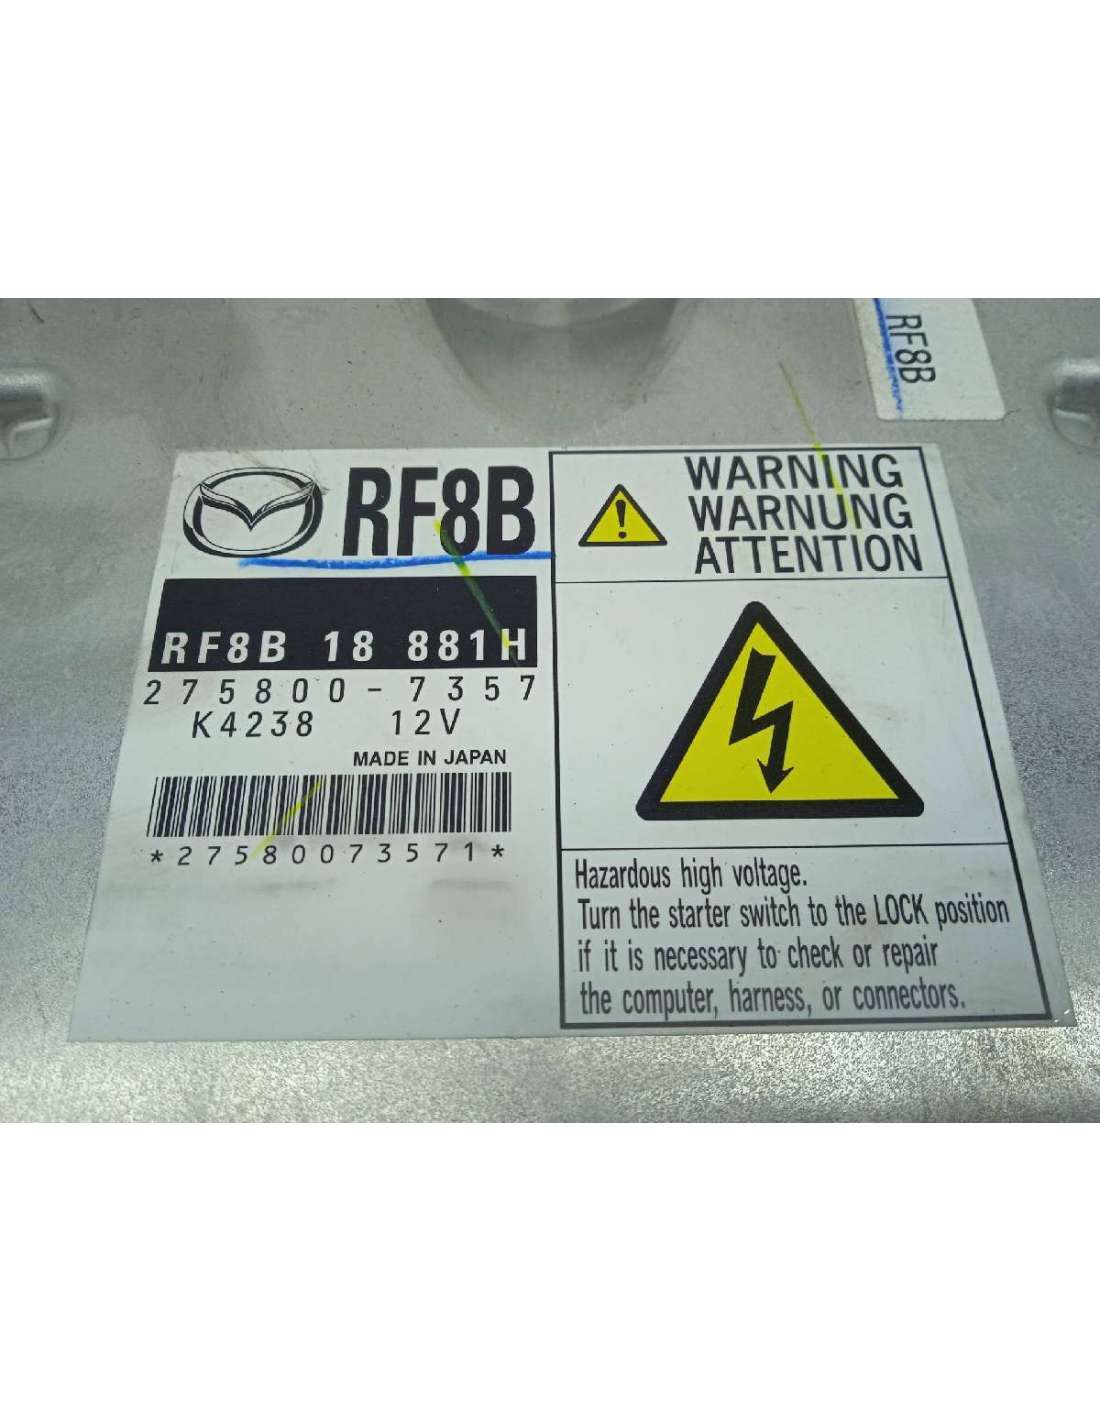 RF8B
RF8B
RF8B 18 881H
275800-7357
K4238 12V
MADE IN JAPAN
*27580073571*
WARNING
WARNUNG
ATTENTION
Hazardous high voltage.
Turn the starter switch to the LOCK position
if it is necessary to check or repair
the computer, harness, or connectors.